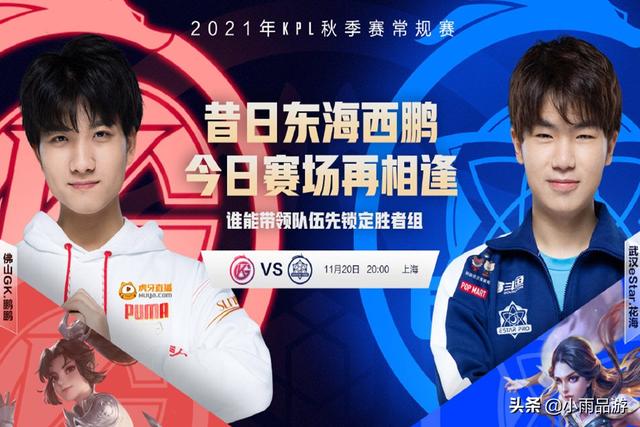 2021年KPL秋季赛常规赛
昔日东海西鹏
今日赛场再相逢
谁能带领队伍先锁定胜者组
VS
11月20日 20:00 上海
佛山GK.鹏鹏
武汉eStar.花海
虎牙直播
HUYA.COM
PUMA
POP MART
ESTAR PRO
头条@小雨品游